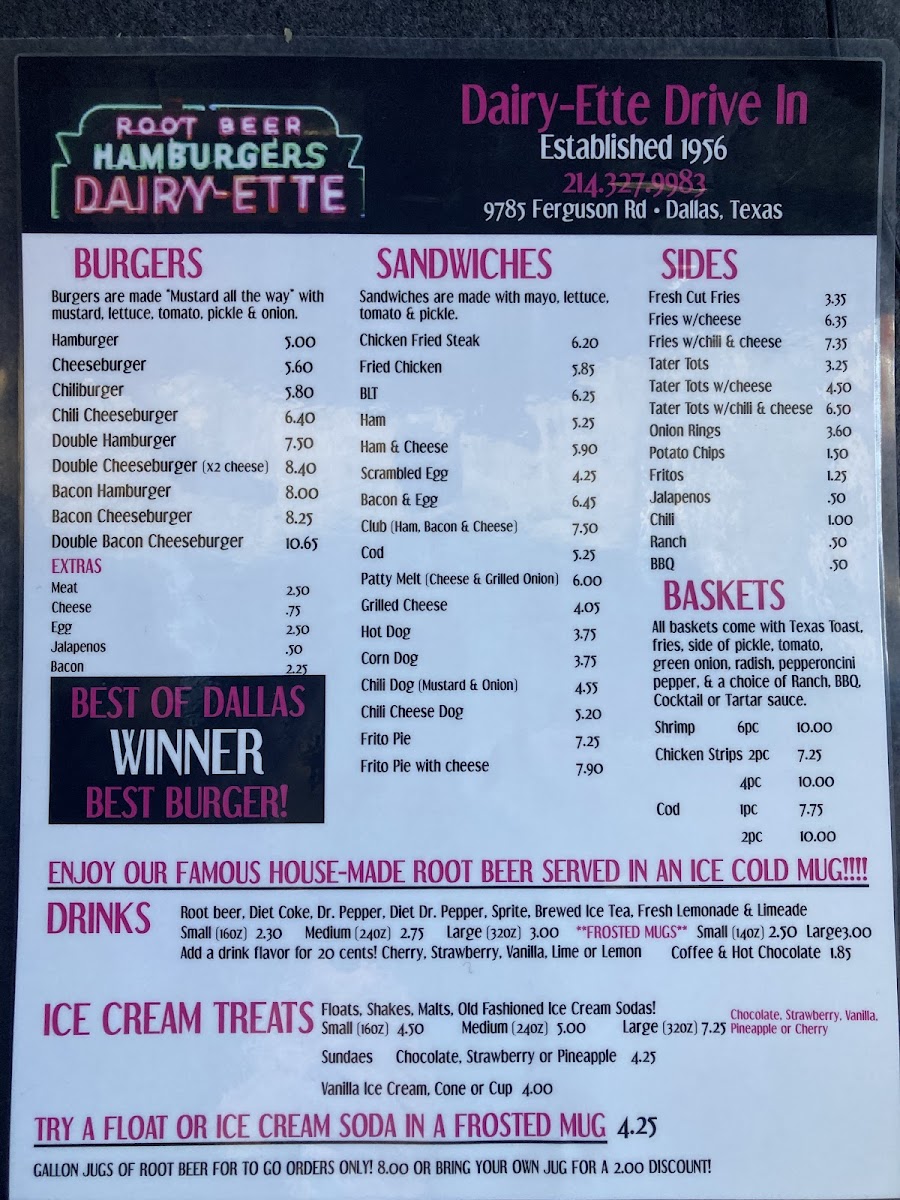 ROOT BEER
HAMBURGERS
DAIRY-ETTE
Dairy-Ette Drive In
Established 1956
214.327.9983
9785 Ferguson Rd • Dallas, Texas
BURGERS
Burgers are made "Mustard all the way" with
mustard, lettuce, tomato, pickle & onion.
Hamburger 5.00
Cheeseburger 5.60
Chiliburger 5.80
Chili Cheeseburger 6.40
Double Hamburger 7.50
Double Cheeseburger (x2 cheese) 8.40
Bacon Hamburger 8.00
Bacon Cheeseburger 8.25
Double Bacon Cheeseburger 10.65
EXTRAS
Meat 2.50
Cheese .75
Egg 2.50
Jalapenos .50
Bacon 2.25
BEST OF DALLAS
WINNER
BEST BURGER!
SANDWICHES
Sandwiches are made with mayo, lettuce,
tomato & pickle.
Chicken Fried Steak 6.20
Fried Chicken 5.85
BLT 6.25
Ham 5.25
Ham & Cheese 5.90
Scrambled Egg 4.25
Bacon & Egg 6.45
Club (Ham, Bacon & Cheese) 7.50
Cod 5.25
Patty Melt (Cheese & Grilled Onion) 6.00
Grilled Cheese 4.05
Hot Dog 3.75
Corn Dog 3.75
Chili Dog (Mustard & Onion) 4.55
Chili Cheese Dog 5.20
Frito Pie 7.25
Frito Pie with cheese 7.90
SIDES
Fresh Cut Fries 3.35
Fries w/cheese 6.35
Fries w/chili & cheese 7.35
Tater Tots 3.25
Tater Tots w/cheese 4.50
Tater Tots w/chili & cheese 6.50
Onion Rings 3.60
Potato Chips 1.50
Fritos 1.25
Jalapenos .50
Chili 1.00
Ranch .50
BBQ .50
BASKETS
All baskets come with Texas Toast,
fries, side of pickle, tomato,
green onion, radish, pepperoncini
pepper, & a choice of Ranch, BBQ,
Cocktail or Tartar sauce.
Shrimp 6pc 10.00
Chicken Strips 2pc 7.25
4pc 10.00
Cod 1pc 7.75
2pc 10.00
ENJOY OUR FAMOUS HOUSE-MADE ROOT BEER SERVED IN AN ICE COLD MUG!!!!
DRINKS
Root beer, Diet Coke, Dr. Pepper, Diet Dr. Pepper, Sprite, Brewed Ice Tea, Fresh Lemonade & Limeade
Small (16oz) 2.30 Medium (24oz) 2.75 Large (32oz) 3.00 **FROSTED MUGS** Small (14oz) 2.50 Large3.00
Add a drink flavor for 20 cents! Cherry, Strawberry, Vanilla, Lime or Lemon Coffee & Hot Chocolate 1.85
ICE CREAM TREATS
Floats, Shakes, Malts, Old Fashioned Ice Cream Sodas!
Small (16oz) 4.50 Medium (24oz) 5.00 Large (32oz) 7.25
Chocolate, Strawberry, Vanilla,
Pineapple or Cherry
Sundaes Chocolate, Strawberry or Pineapple 4.25
Vanilla Ice Cream, Cone or Cup 4.00
TRY A FLOAT OR ICE CREAM SODA IN A FROSTED MUG 4.25
GALLON JUGS OF ROOT BEER FOR TO GO ORDERS ONLY! 8.00 OR BRING YOUR OWN JUG FOR A 2.00 DISCOUNT!